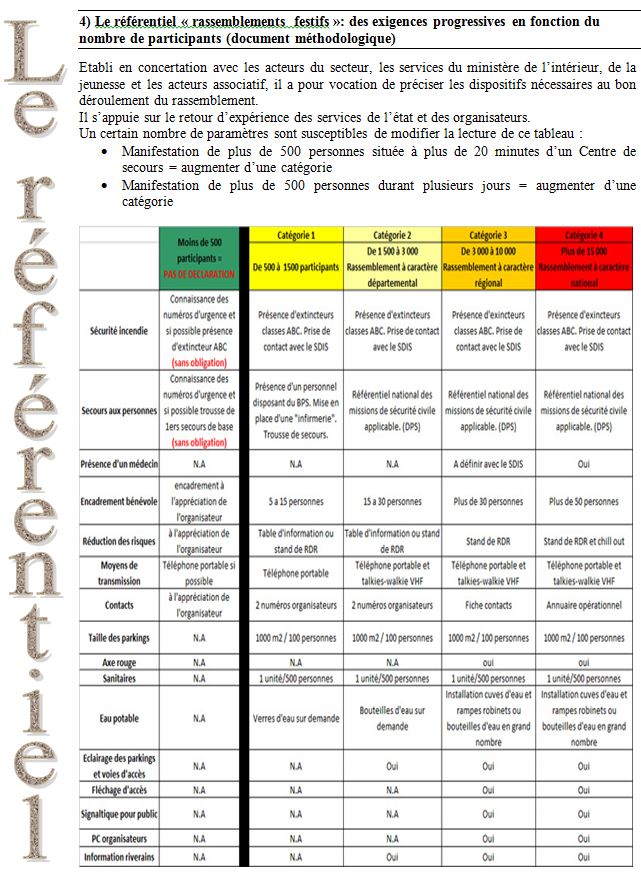 Le référentiel
4) Le référentiel « rassemblements festifs »: des exigences progressives en fonction du
nombre de participants (document méthodologique)
Etabli en concertation avec les acteurs du secteur, les services du ministère de l'intérieur, de la
jeunesse et les acteurs associatif, il a pour vocation de préciser les dispositifs nécessaires au bon
déroulement du rassemblement.
Il s'appuie sur le retour d'expérience des services de l'état et des organisateurs.
Un certain nombre de paramètres sont susceptibles de modifier la lecture de ce tableau :
• Manifestation de plus de 500 personnes située à plus de 20 minutes d'un Centre de
secours = augmenter d'une catégorie
• Manifestation de plus de 500 personnes durant plusieurs jours = augmenter d'une
catégorie
Moins de 500
participants =
PAS DE DECLARATION
Catégorie 1
De 500 à 1500 participants
Catégorie 2
De 1 500 à 3 000
Rassemblement à caractère
départemental
Catégorie 3
De 3 000 à 10 000
Rassemblement à caractère
régional
Catégorie 4
Plus de 15 000
Rassemblement à caractère
national
Sécurité incendie
Connaissance des
numéros d'urgence et
si possible présence
d'extincteur ABC
(sans obligation)
Présence d'extincteurs
classes ABC. Prise de
contact avec le SDIS
Présence d'extincteurs
classes ABC. Prise de contact
avec le SDIS
Présence d'extincteurs
classes ABC. Prise de contact
avec le SDIS
Présence d'extincteurs
classes ABC. Prise de contact
avec le SDIS
Secours aux personnes
Connaissance des
numéros d'urgence et
si possible trousse de
1ers secours de base
(sans obligation)
Présence d'un personnel
disposant du BPS. Mise en
place d'une "infirmerie".
Trousse de secours.
Référentiel national des
missions de sécurité civile
applicable. (DPS)
Référentiel national des
missions de sécurité civile
applicable. (DPS)
Référentiel national des
missions de sécurité civile
applicable. (DPS)
Présence d'un médecin
N.A
N.A
N.A
A définir avec le SDIS
Oui
Encadrement bénévole
encadrement à
l'appréciation de
l'organisateur
5 a 15 personnes
15 a 30 personnes
Plus de 30 personnes
Plus de 50 personnes
Réduction des risques
à l'appréciation de
l'organisateur
Table d'information ou
stand de RDR
Table d'information ou stand
de RDR
Stand de RDR
Stand de RDR et chill out
Moyens de
transmission
Téléphone portable si
possible
Téléphone portable
Téléphone portable et
talkies-walkie VHF
Téléphone portable et
talkies-walkie VHF
Téléphone portable et
talkies-walkie VHF
Contacts
à l'appréciation de
l'organisateur
2 numéros organisateurs
2 numéros organisateurs
Fiche contacts
Annuaire opérationnel
Taille des parkings
N.A
1000 m2 / 100 personnes
1000 m2 / 100 personnes
1000 m2 / 100 personnes
1000 m2 / 100 personnes
Axe rouge
N.A
N.A
N.A
oui
oui
Sanitaires
N.A
1 unité/500 personnes
1 unité/500 personnes
1 unité/500 personnes
1 unité/500 personnes
Eau potable
N.A
Verres d'eau sur demande
Bouteilles d'eau sur
demande
Installation cuves d'eau et
rampes robinets ou
bouteilles d'eau en grand
nombre
Installation cuves d'eau et
rampes robinets ou
bouteilles d'eau en grand
nombre
Eclairage des parkings
et voies d'accès
N.A
N.A
Oui
Oui
Oui
Fléchage d'accès
N.A
N.A
N.A
Oui
Oui
Signaltique pour public
N.A
N.A
N.A
Oui
Oui
PC organisateurs
N.A
N.A
N.A
Oui
Oui
Information riverains
N.A
N.A
Oui
Oui
Oui